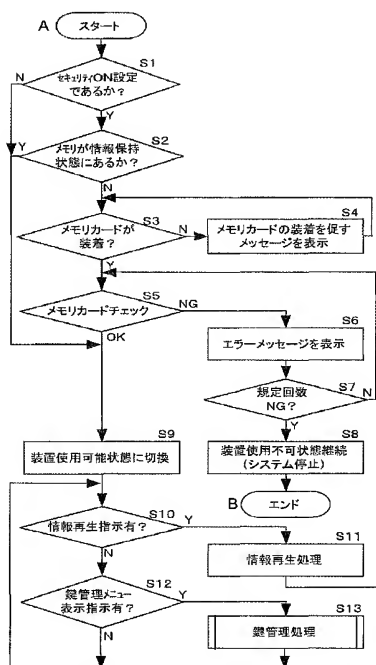 A
スタート
S1
N
セキュリティON設定
であるか？
Y
S2
Y
メモリが情報保持
状態にあるか？
N
S3
メモリカードが
装着？
N
Y
S4
メモリカードの装着を促す
メッセージを表示
S5
メモリカードチェック
NG
OK
S6
エラーメッセージを表示
S7
規定回数
NG？
N
Y
S8
装置使用不可状態継続
(システム停止)
S9
装置使用可能状態に切換
B
エンド
S10
情報再生指示有？
Y
N
S11
情報再生処理
S12
鍵管理メニュー
表示指示有？
Y
N
S13
鍵管理処理